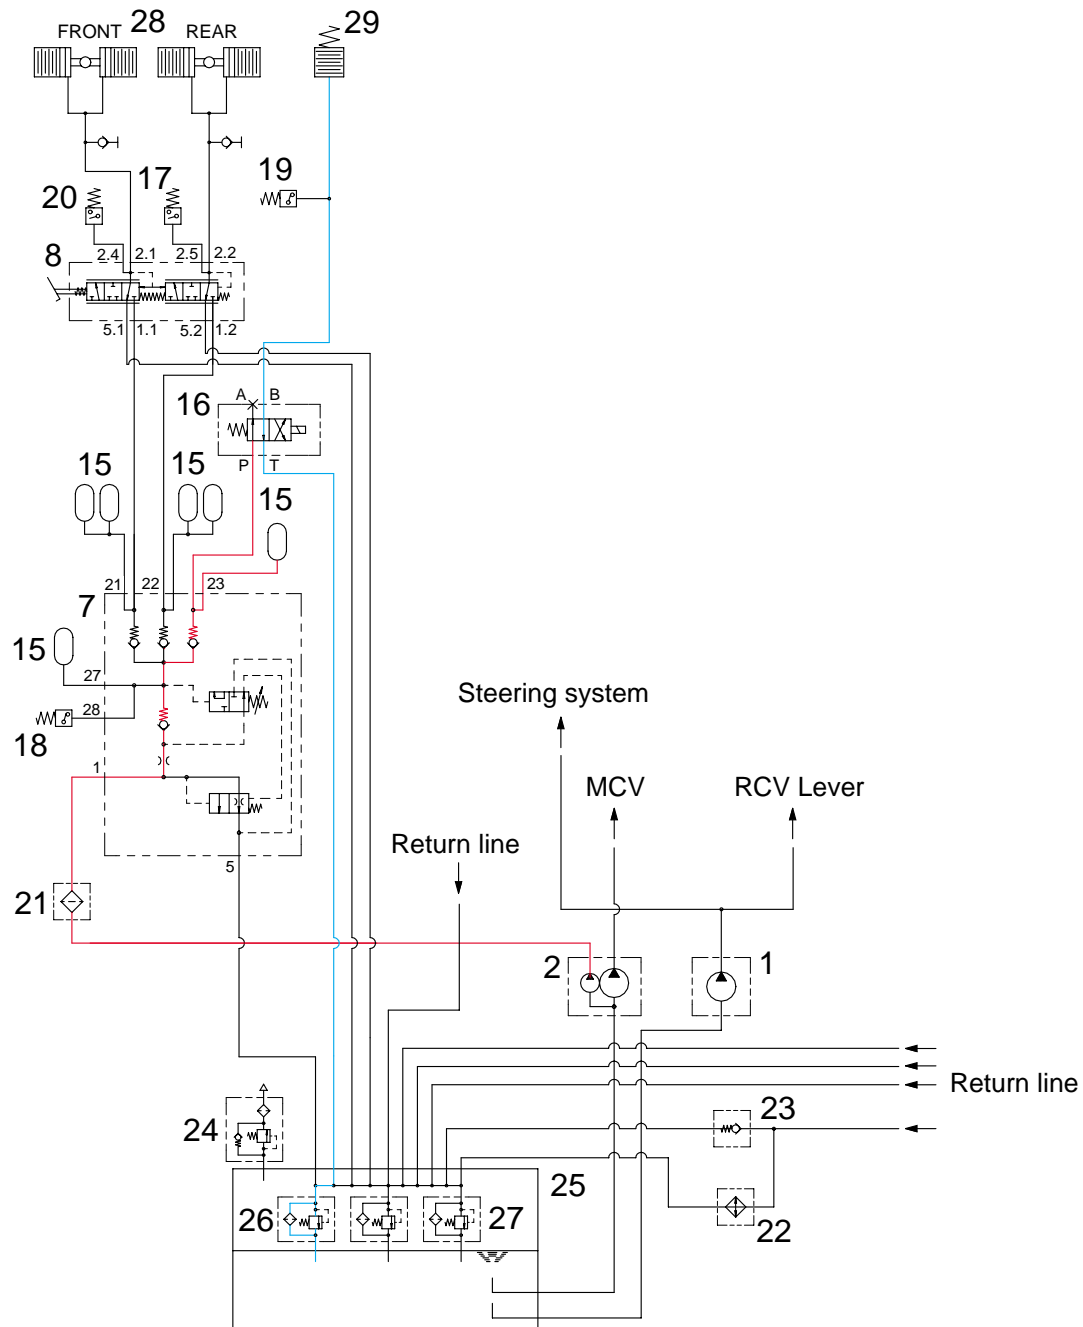 FRONT 28 REAR
29
20 17 19
8 2.4 2.1 2.5 2.2
5.1 1.1 5.2 1.2
16 A B
P T
15 15 15
21 22 23
7
15
27
28
18
1
5
Steering system
MCV RCV Lever
Return line
21
2 1
Return line
23
24
25
26 27
22